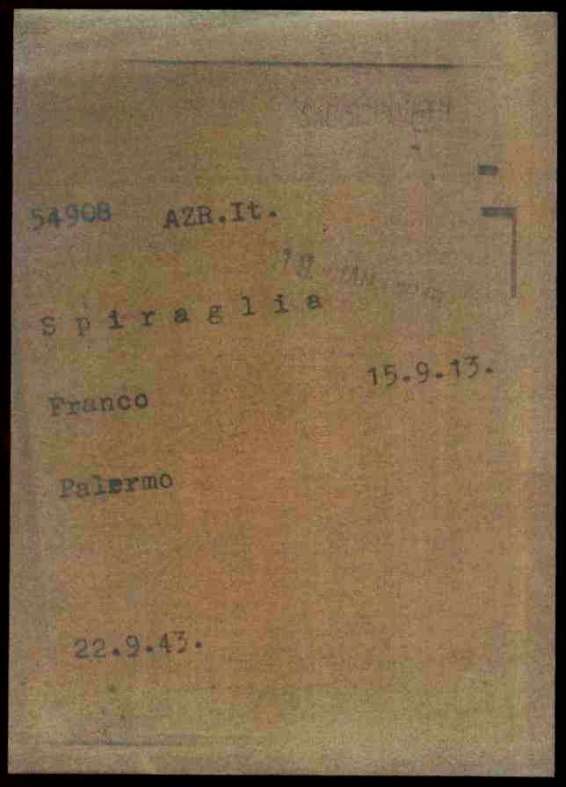 54908 AZR.It.
Spiraglia
Franco 15.9.13.
Palermo
22.9.43.